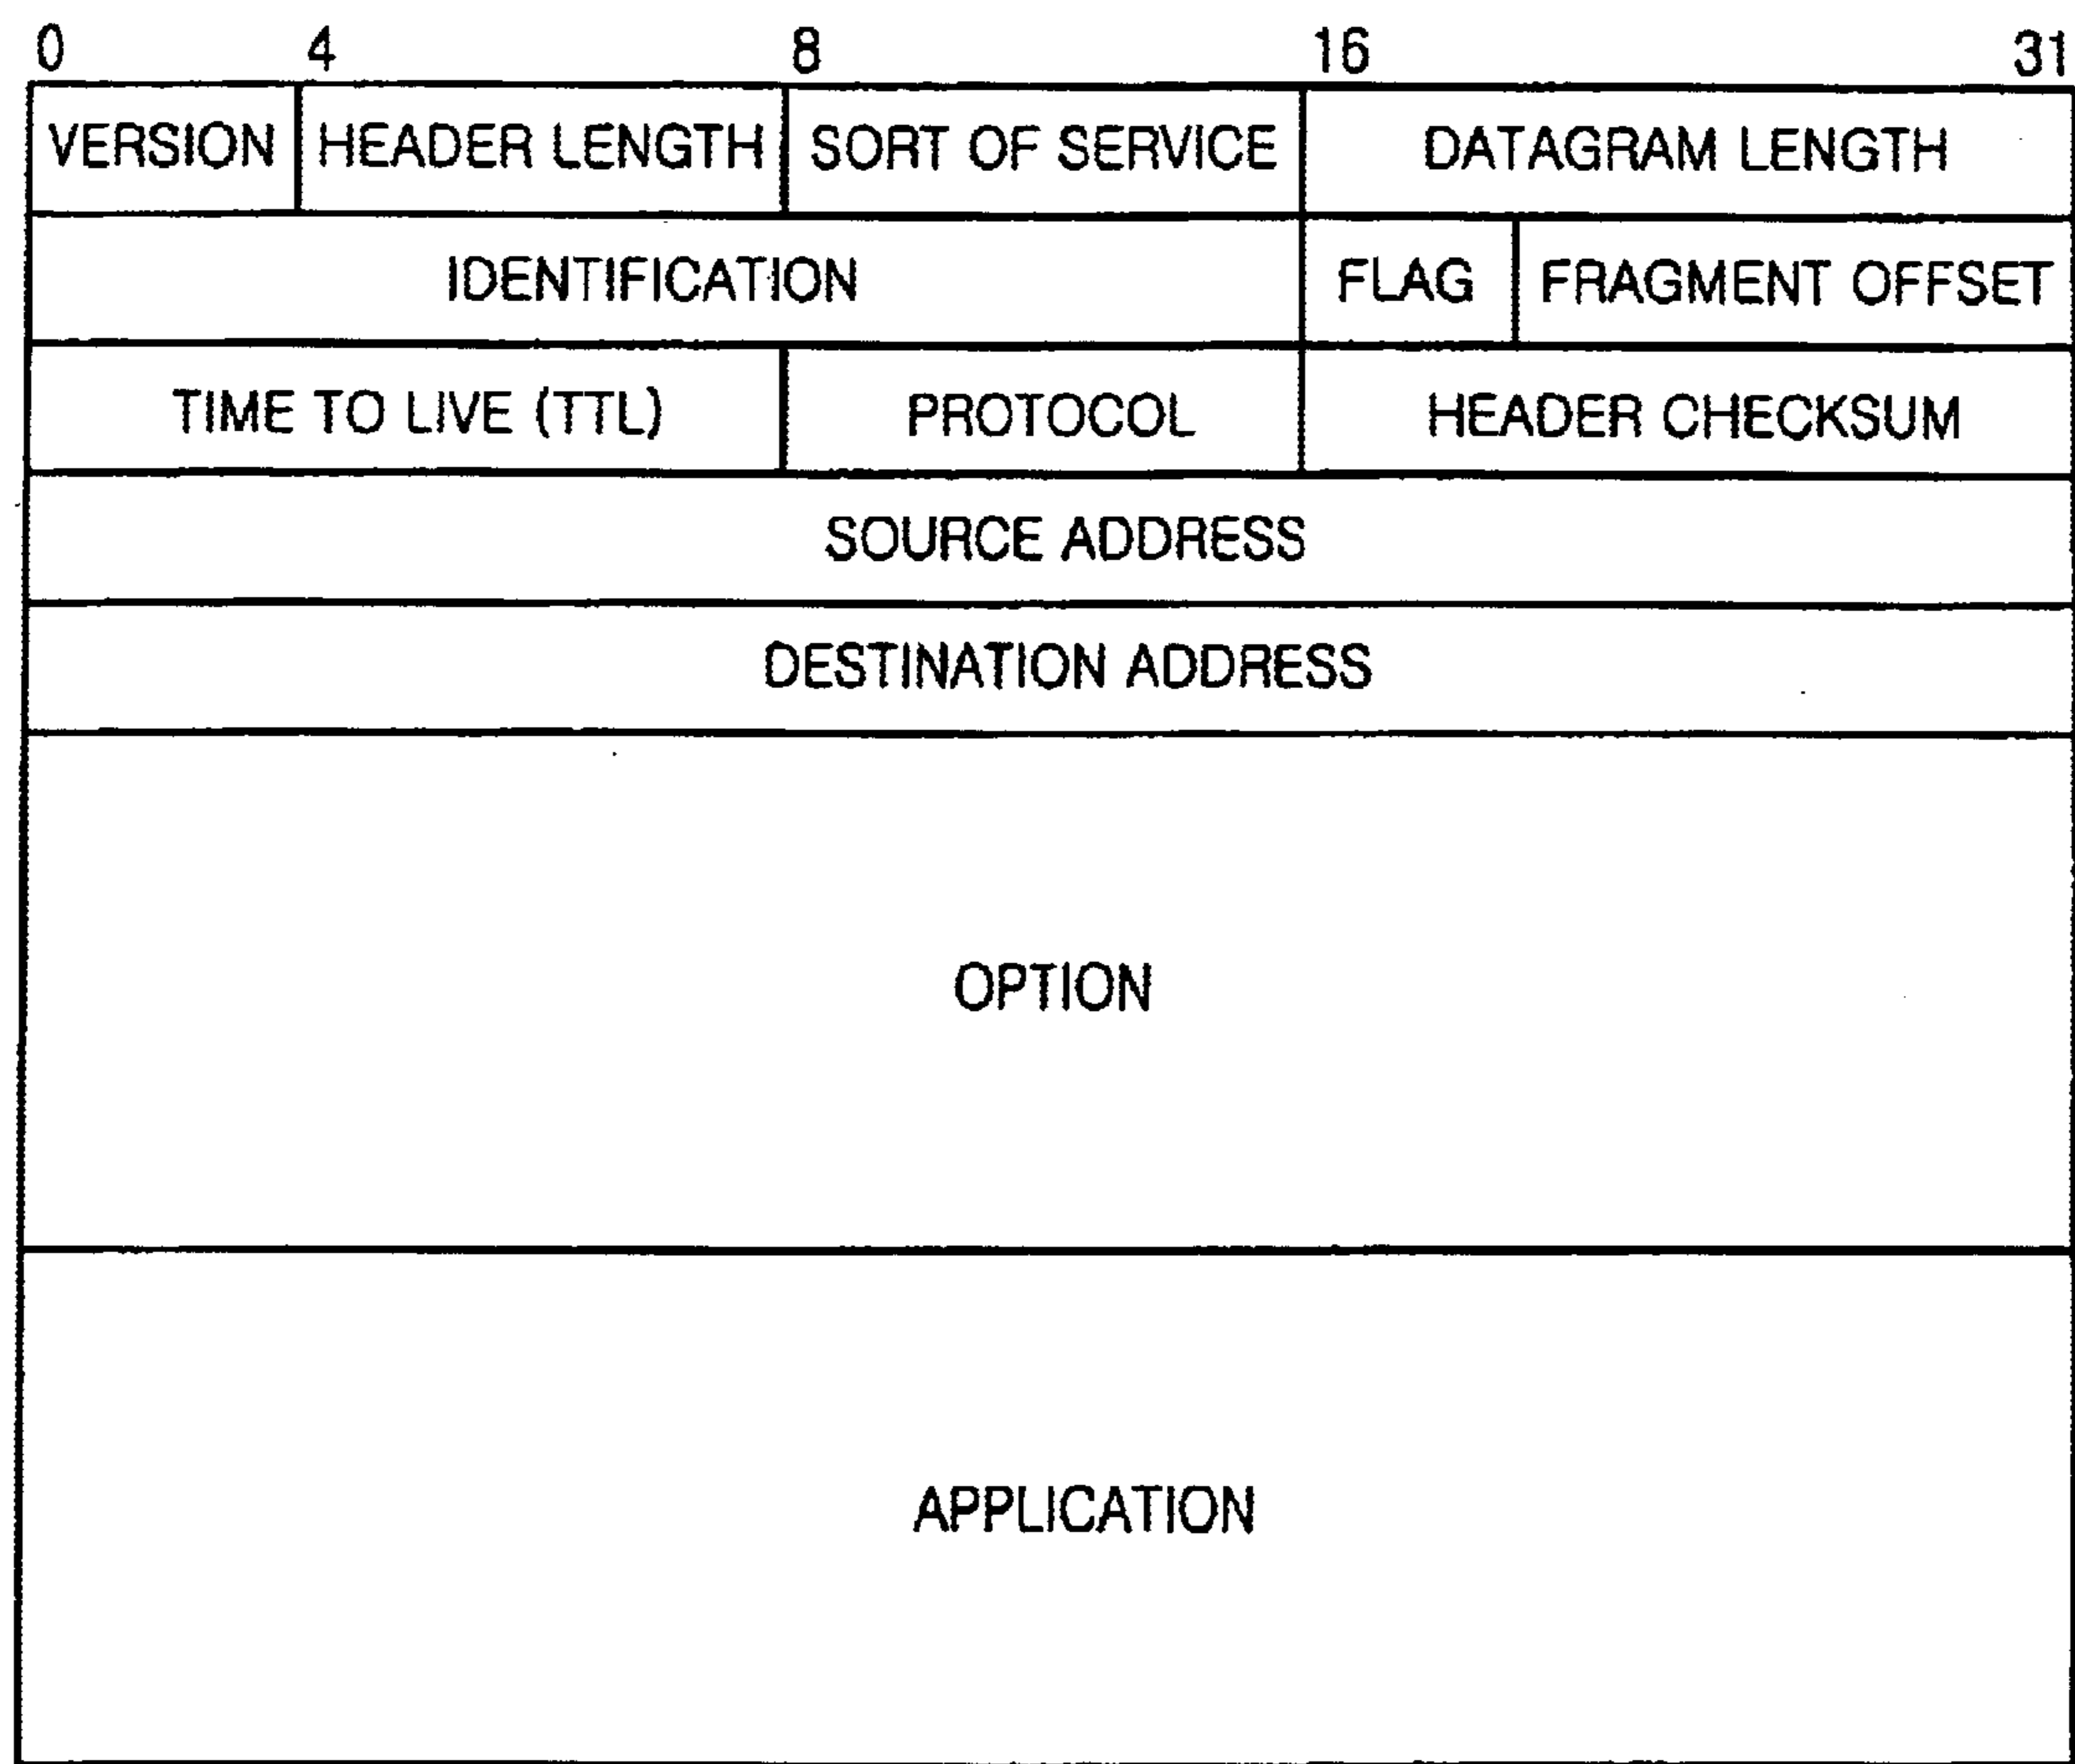 0 4 8 16 31
VERSION HEADER LENGTH SORT OF SERVICE DATAGRAM LENGTH
IDENTIFICATION FLAG FRAGMENT OFFSET
TIME TO LIVE (TTL) PROTOCOL HEADER CHECKSUM
SOURCE ADDRESS
DESTINATION ADDRESS
OPTION
APPLICATION